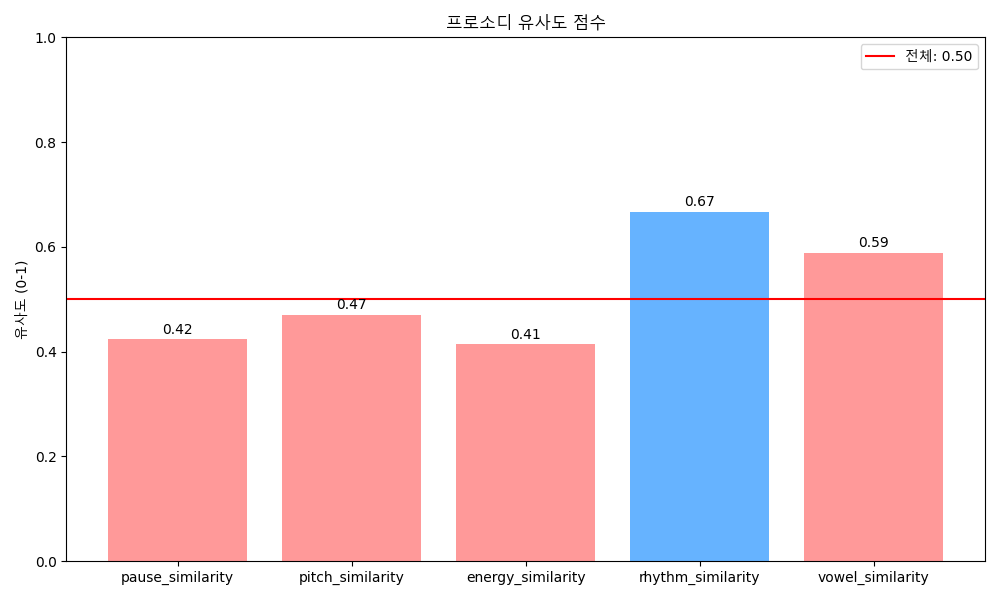 프로소디 유사도 점수
전체: 0.50
유사도 (0-1)
1.0
0.8
0.6
0.4
0.2
0.0
0.42
0.47
0.41
0.67
0.59
pause_similarity
pitch_similarity
energy_similarity
rhythm_similarity
vowel_similarity